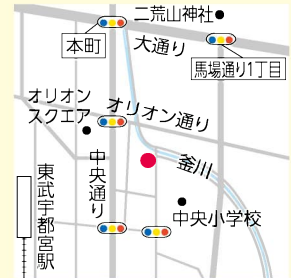 二荒山神社
本町
大通り
馬場通り1丁目
オリオン
スクエア
オリオン通り
釜川
中央通り
東武宇都宮駅
中央小学校